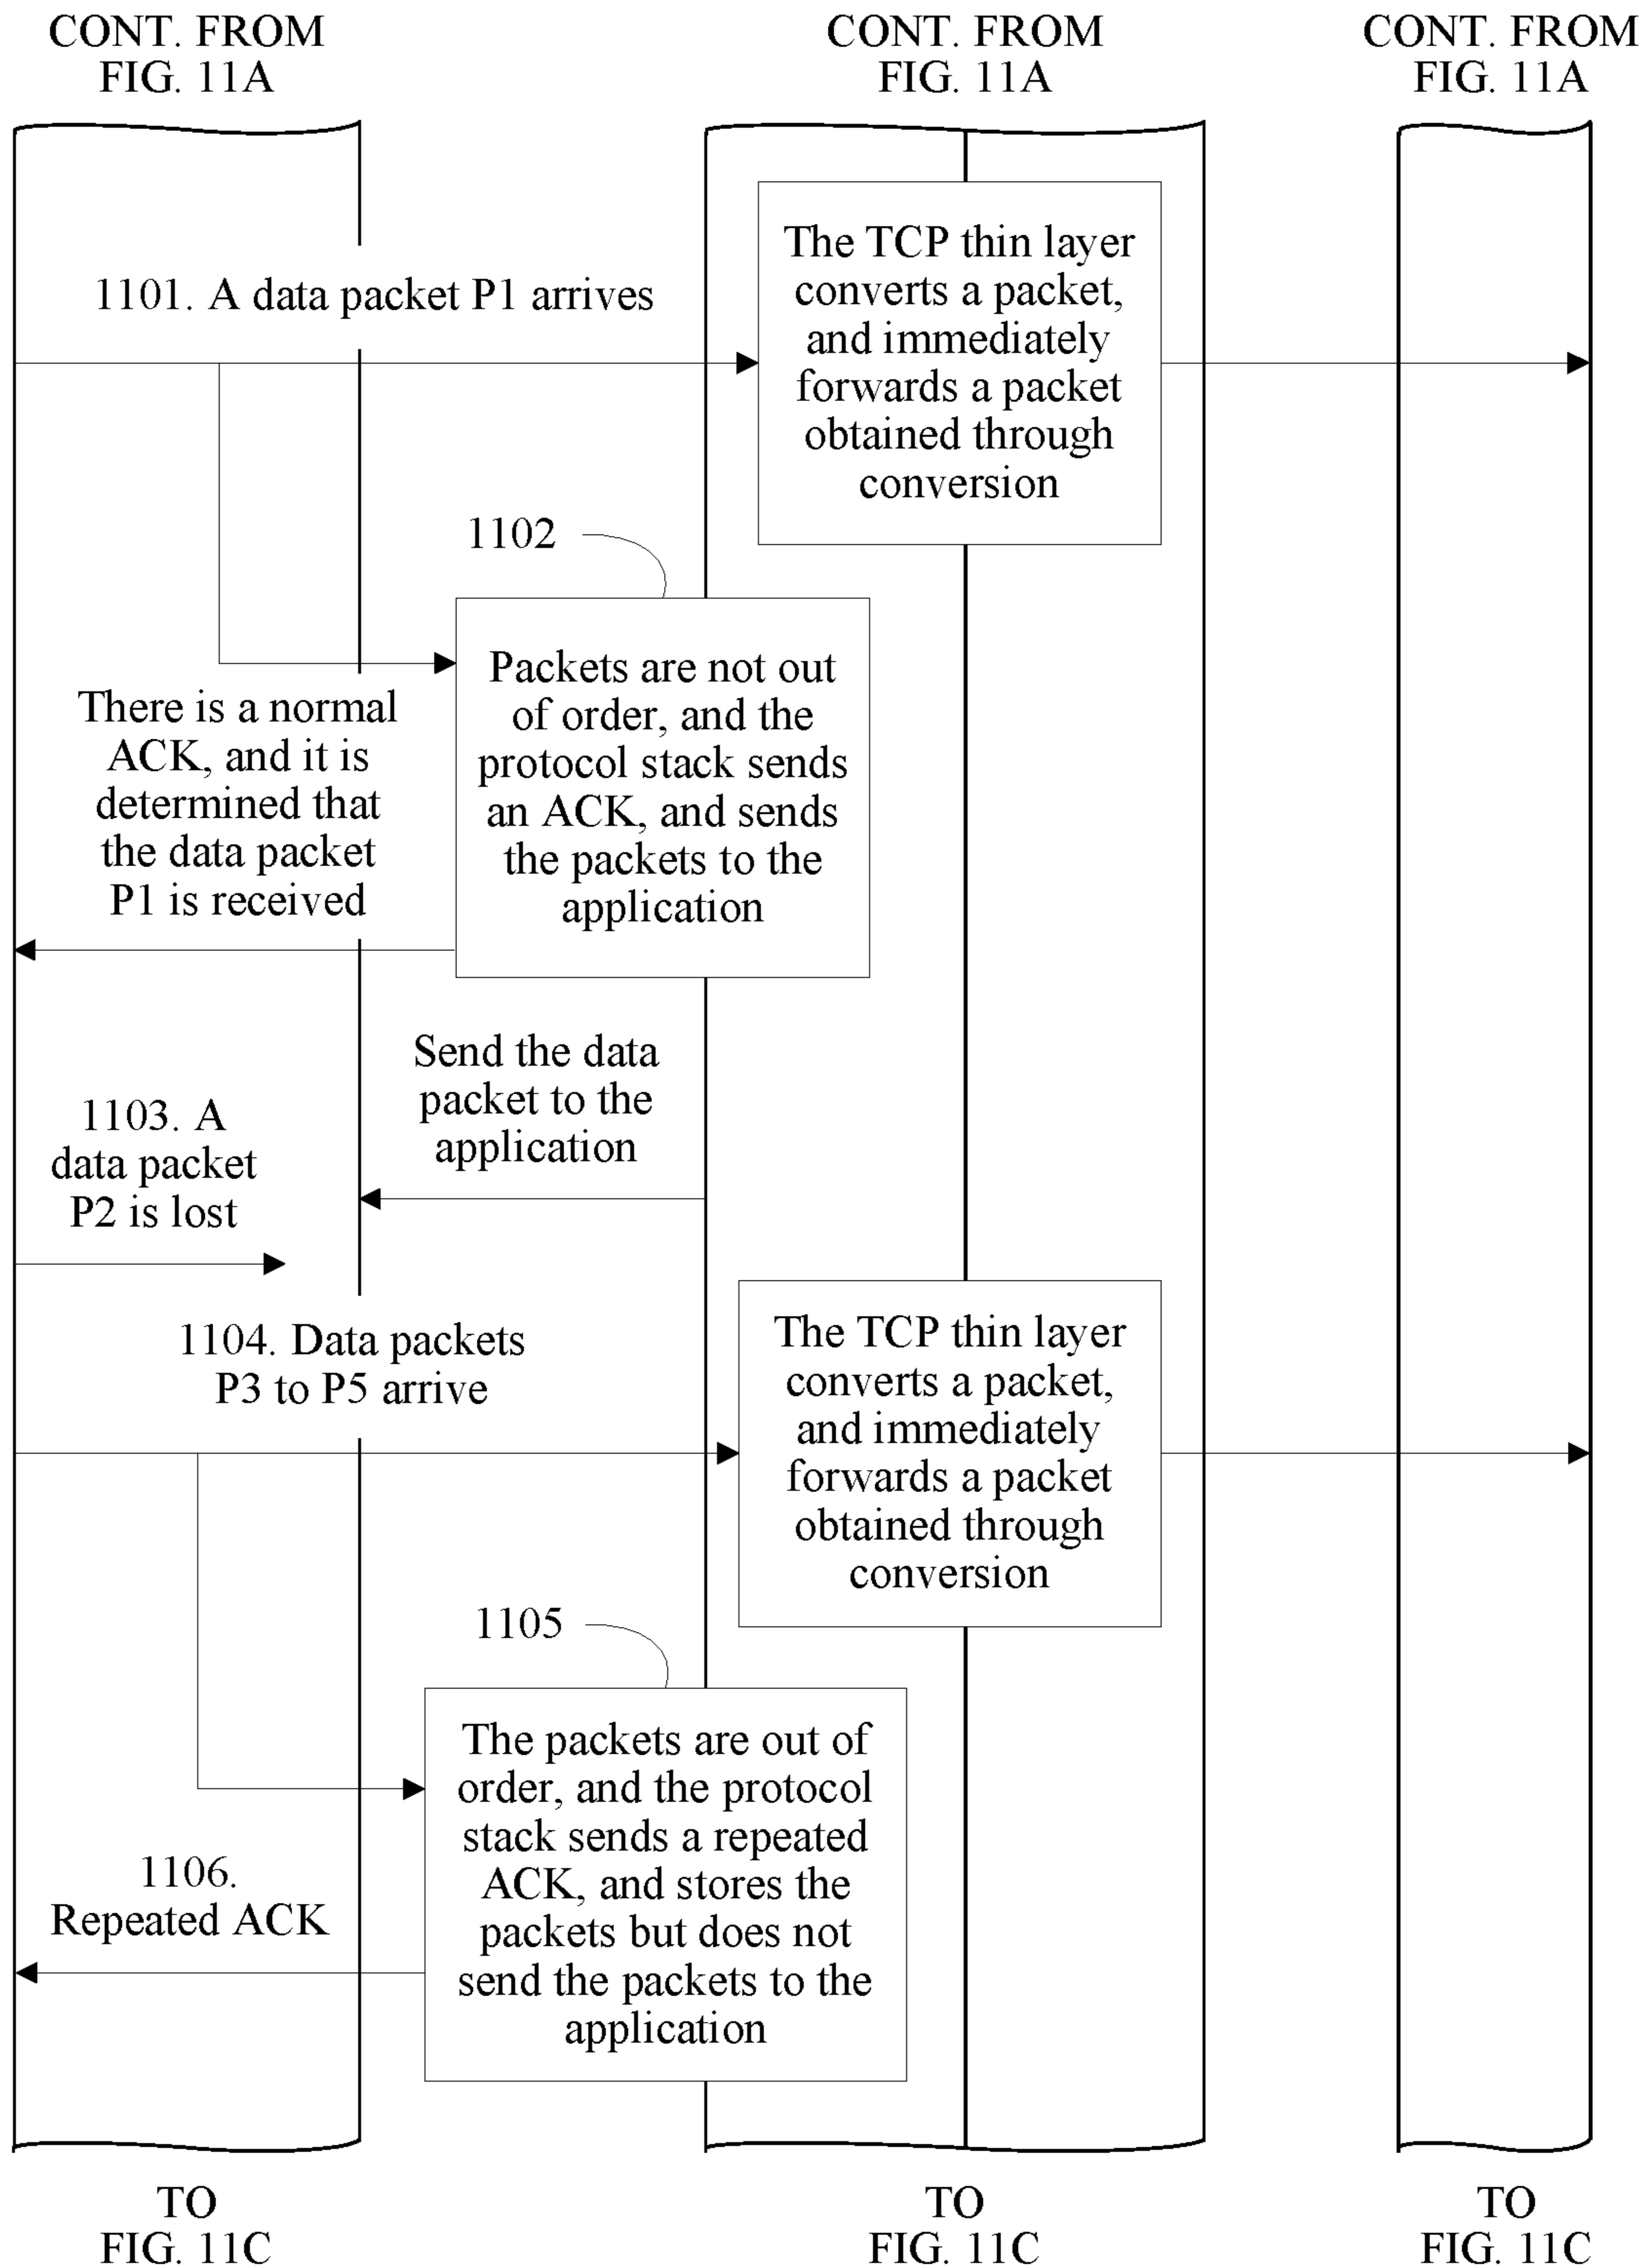 CONT. FROM
FIG. 11A
CONT. FROM
FIG. 11A
CONT. FROM
FIG. 11A
1101. A data packet P1 arrives
The TCP thin layer
converts a packet,
and immediately
forwards a packet
obtained through
conversion
1102
Packets are not out
of order, and the
protocol stack sends
an ACK, and sends
the packets to the
application
There is a normal
ACK, and it is
determined that
the data packet
P1 is received
Send the data
packet to the
application
1103. A
data packet
P2 is lost
1104. Data packets
P3 to P5 arrive
The TCP thin layer
converts a packet,
and immediately
forwards a packet
obtained through
conversion
1105
The packets are out of
order, and the protocol
stack sends a repeated
ACK, and stores the
packets but does not
send the packets to the
application
1106.
Repeated ACK
TO
FIG. 11C
TO
FIG. 11C
TO
FIG. 11C